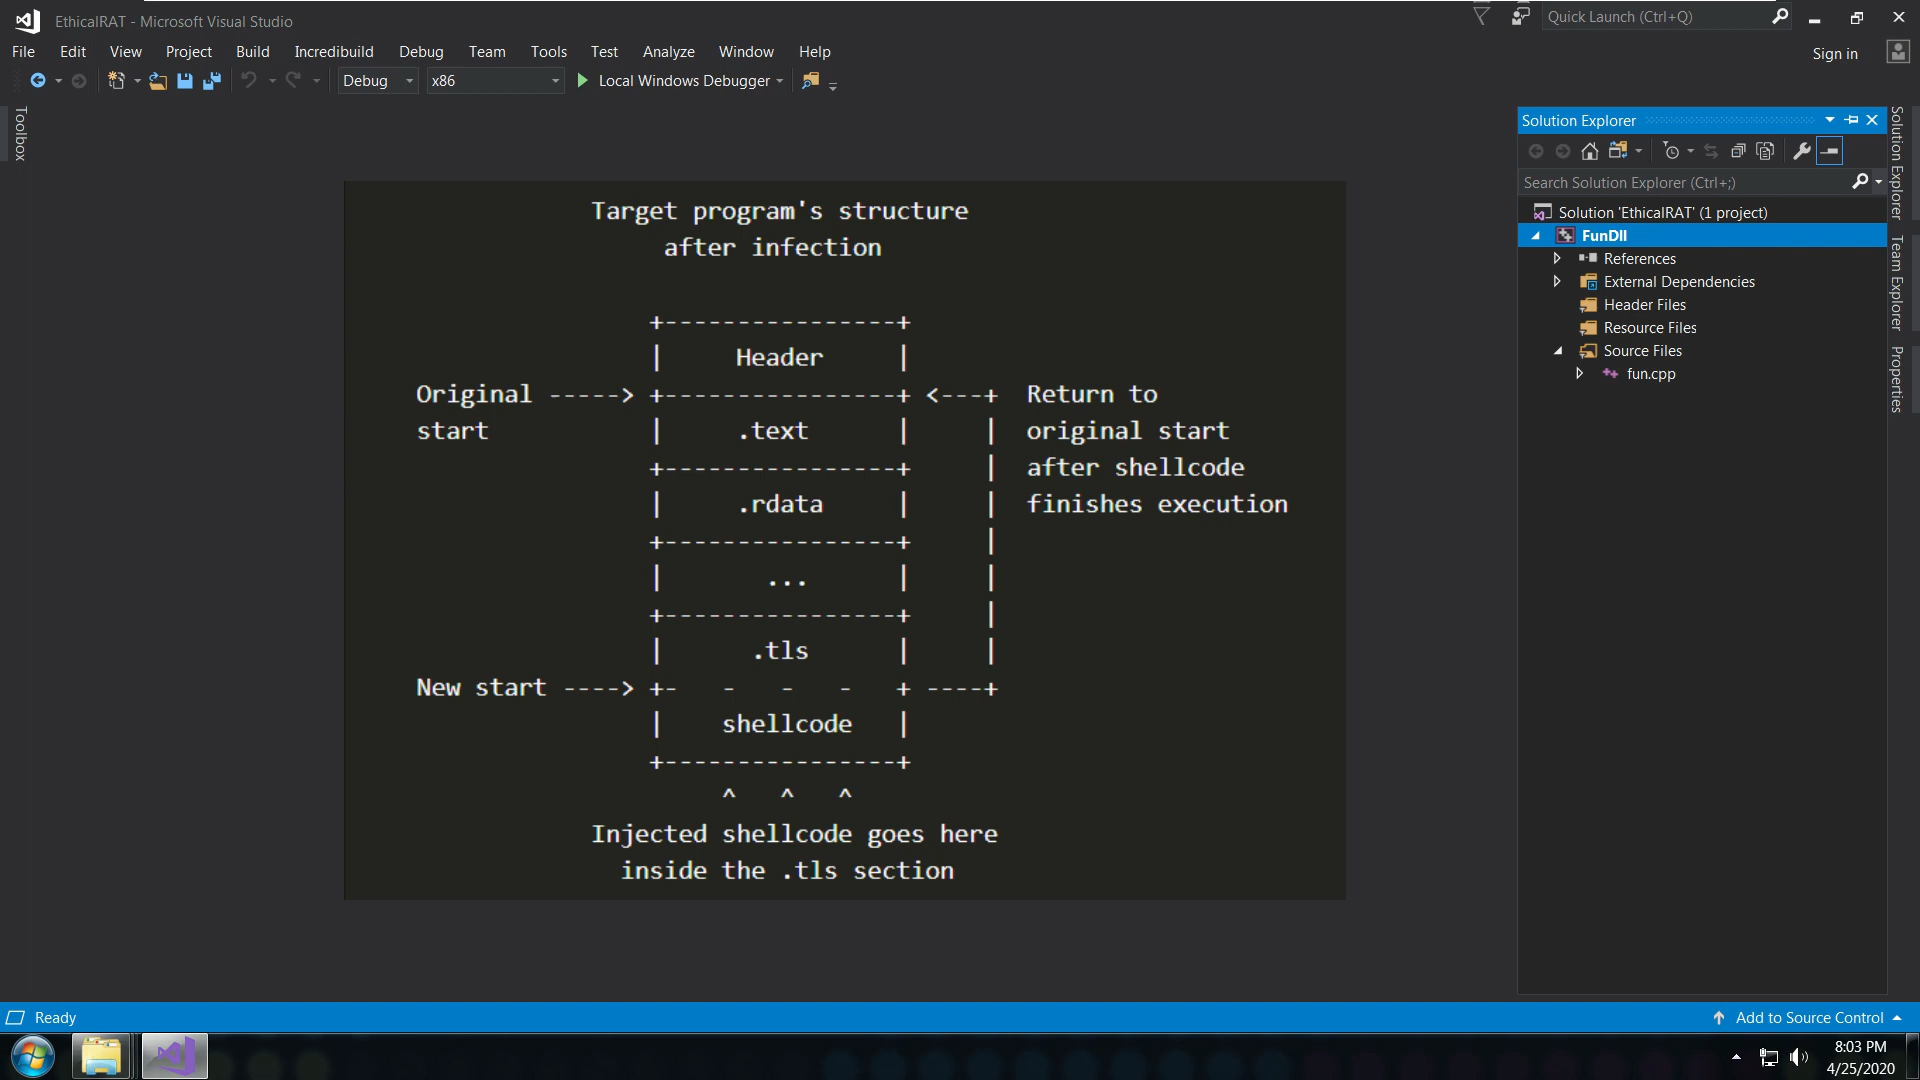 EthicalRAT - Microsoft Visual Studio
Quick Launch (Ctrl+Q)
File Edit View Project Build Incredibuild Debug Team Tools Test Analyze Window Help
Sign in
Debug x86 Local Windows Debugger
Toolbox
Target program's structure
after infection
+----------------+
| Header |
Original -----> +----------------+ <---+ Return to
start | .text | | original start
+----------------+ | after shellcode
| .rdata | | finishes execution
+----------------+ |
| ... | |
+----------------+ |
| .tls | |
New start ----> +- - - - + ----+
| shellcode |
+----------------+
^ ^ ^
Injected shellcode goes here
inside the .tls section
Solution Explorer
Search Solution Explorer (Ctrl+;)
Solution 'EthicalRAT' (1 project)
FunDll
References
External Dependencies
Header Files
Resource Files
Source Files
fun.cpp
Solution Explorer
Team Explorer
Properties
Ready
Add to Source Control
8:03 PM
4/25/2020